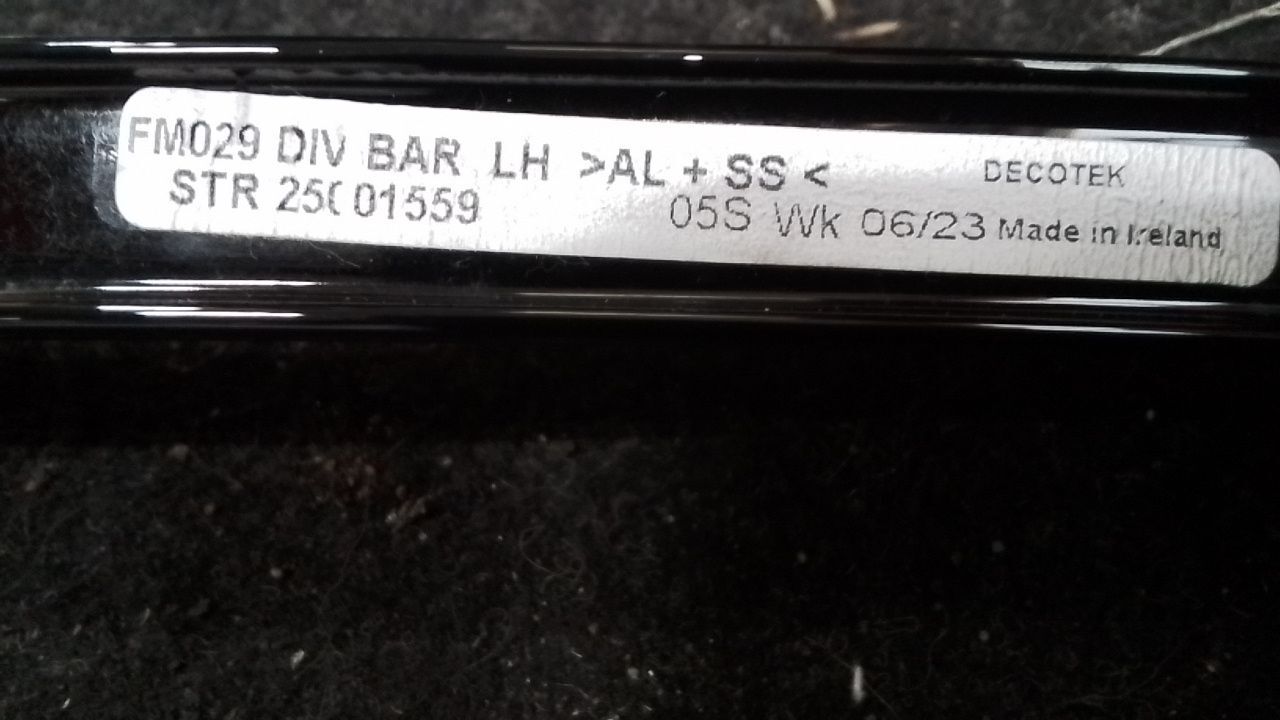 FM029 DIV BAR LH >AL + SS < DECOTEK
STR 01559 05S Wk 06/23 Made in Ireland